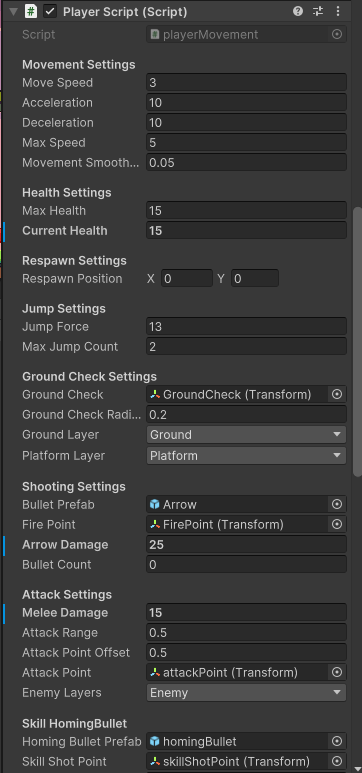 Player Script (Script)
Script playerMovement
Movement Settings
Move Speed 3
Acceleration 10
Deceleration 10
Max Speed 5
Movement Smooth... 0.05
Health Settings
Max Health 15
Current Health 15
Respawn Settings
Respawn Position X 0 Y 0
Jump Settings
Jump Force 13
Max Jump Count 2
Ground Check Settings
Ground Check GroundCheck (Transform)
Ground Check Radi... 0.2
Ground Layer Ground
Platform Layer Platform
Shooting Settings
Bullet Prefab Arrow
Fire Point FirePoint (Transform)
Arrow Damage 25
Bullet Count 0
Attack Settings
Melee Damage 15
Attack Range 0.5
Attack Point Offset 0.5
Attack Point attackPoint (Transform)
Enemy Layers Enemy
Skill HomingBullet
Homing Bullet Prefab homingBullet
Skill Shot Point skillShotPoint (Transform)